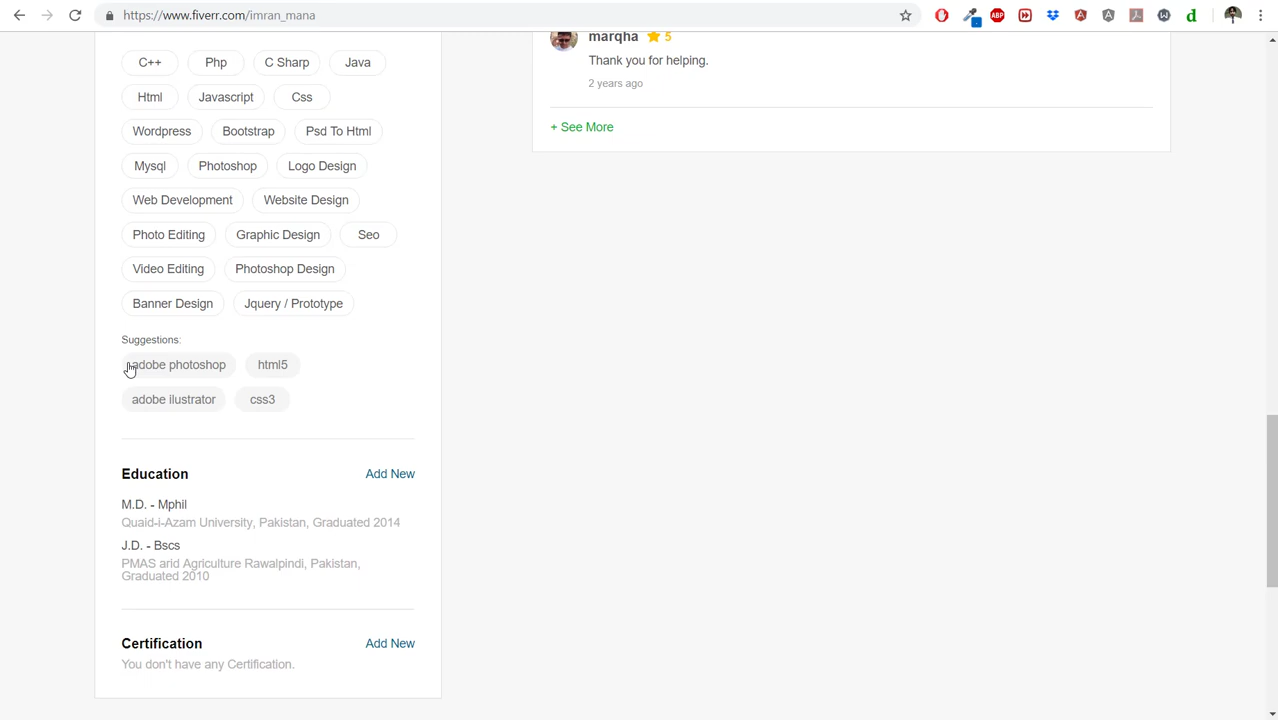 https://www.fiverr.com/imran_mana
ABP
C++ Php C Sharp Java
Html Javascript Css
Wordpress Bootstrap Psd To Html
Mysql Photoshop Logo Design
Web Development Website Design
Photo Editing Graphic Design Seo
Video Editing Photoshop Design
Banner Design Jquery / Prototype
Suggestions:
adobe photoshop html5
adobe ilustrator css3
Education Add New
M.D. - Mphil
Quaid-i-Azam University, Pakistan, Graduated 2014
J.D. - Bscs
PMAS arid Agriculture Rawalpindi, Pakistan,
Graduated 2010
Certification Add New
You don't have any Certification.
marqha 5
Thank you for helping.
2 years ago
+ See More